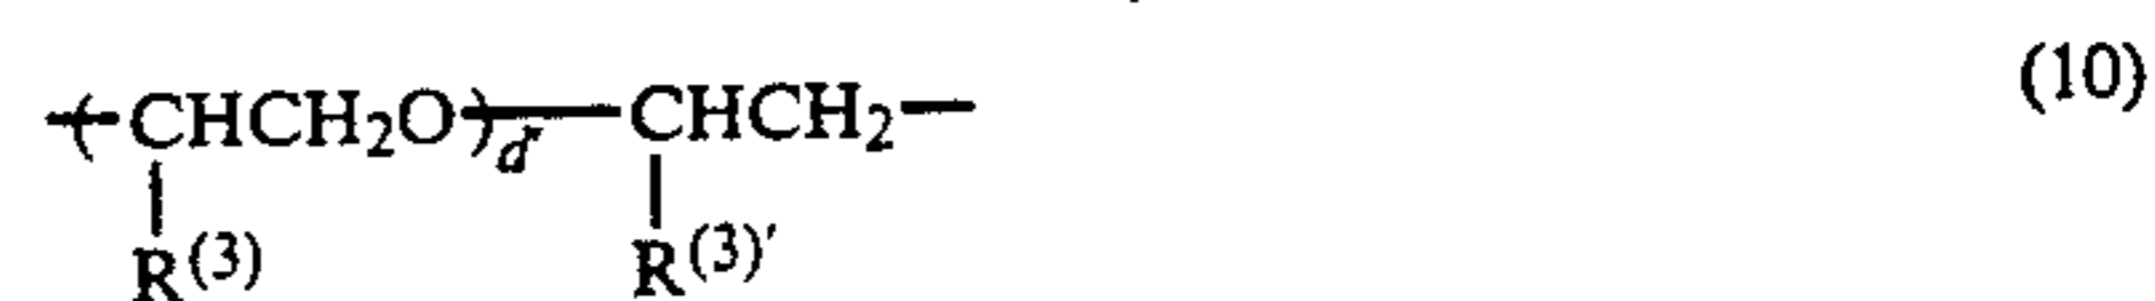 -(CHCH₂O)d—CHCH₂— (10)
R(3) R(3)′